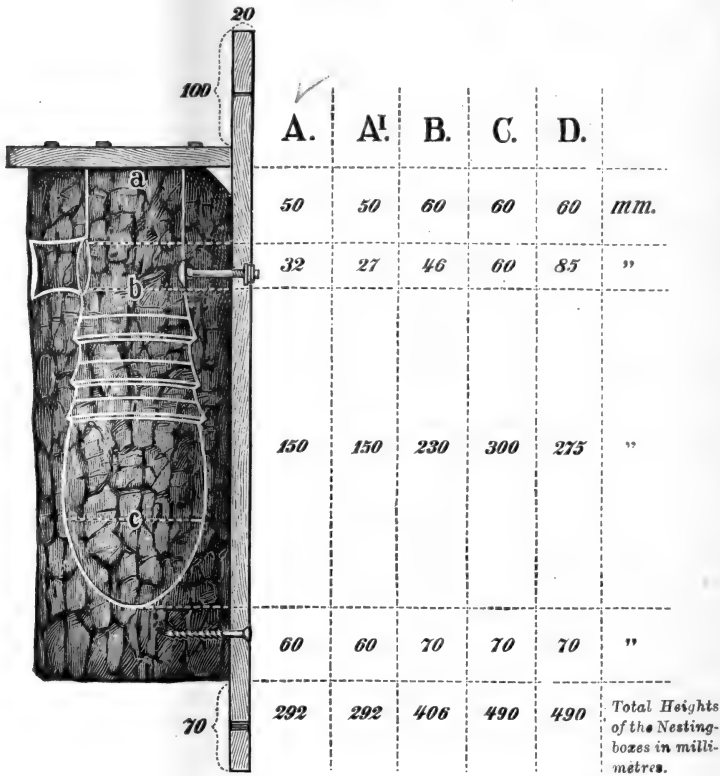 20
100
A. A¹. B. C. D.
a
50 50 60 60 60 mm.
32 27 46 60 85 "
b
150 150 230 300 275 "
c
60 60 70 70 70 "
292 292 406 490 490 Total Heights
of the Nesting-
boxes in milli-
metres.
70